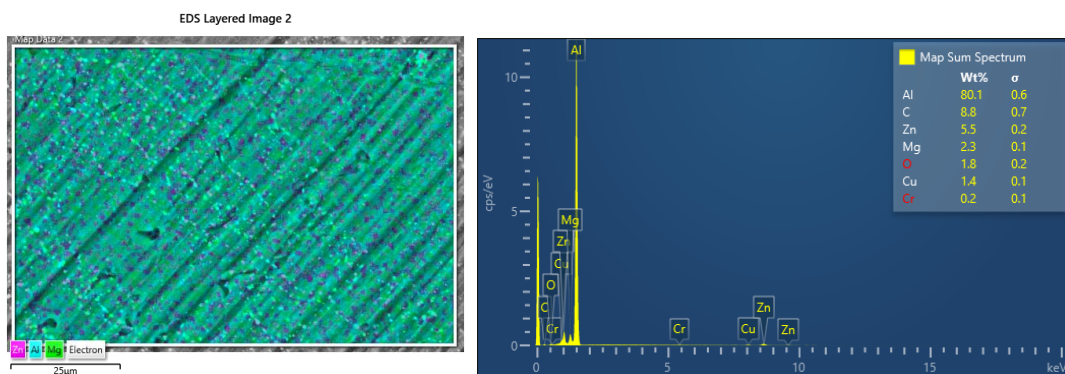 EDS Layered Image 2
Map Data 2
Zn Al Mg Electron
25µm
Map Sum Spectrum
Wt% σ
Al 80.1 0.6
C 8.8 0.7
Zn 5.5 0.2
Mg 2.3 0.1
O 1.8 0.2
Cu 1.4 0.1
Cr 0.2 0.1
cps/eV
10
5
0
Al
Mg
Zn
Cu
O
C
Cr
Cr
Cu
Zn
Zn
0 5 10 15 keV